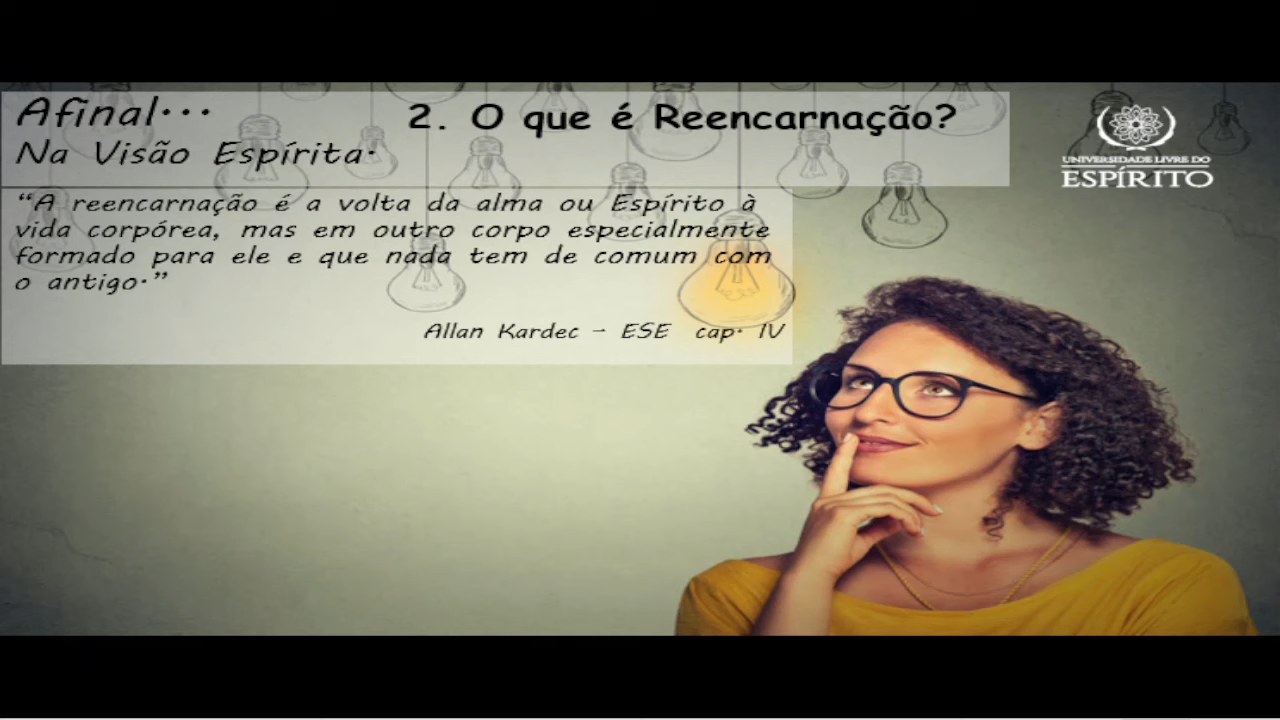 Afinal...
Na Visão Espírita.
2. O que é Reencarnação?
UNIVERSIDADE LIVRE DO
ESPÍRITO
“A reencarnação é a volta da alma ou Espírito à
vida corpórea, mas em outro corpo especialmente
formado para ele e que nada tem de comum com
o antigo.”
Allan Kardec - ESE cap. IV